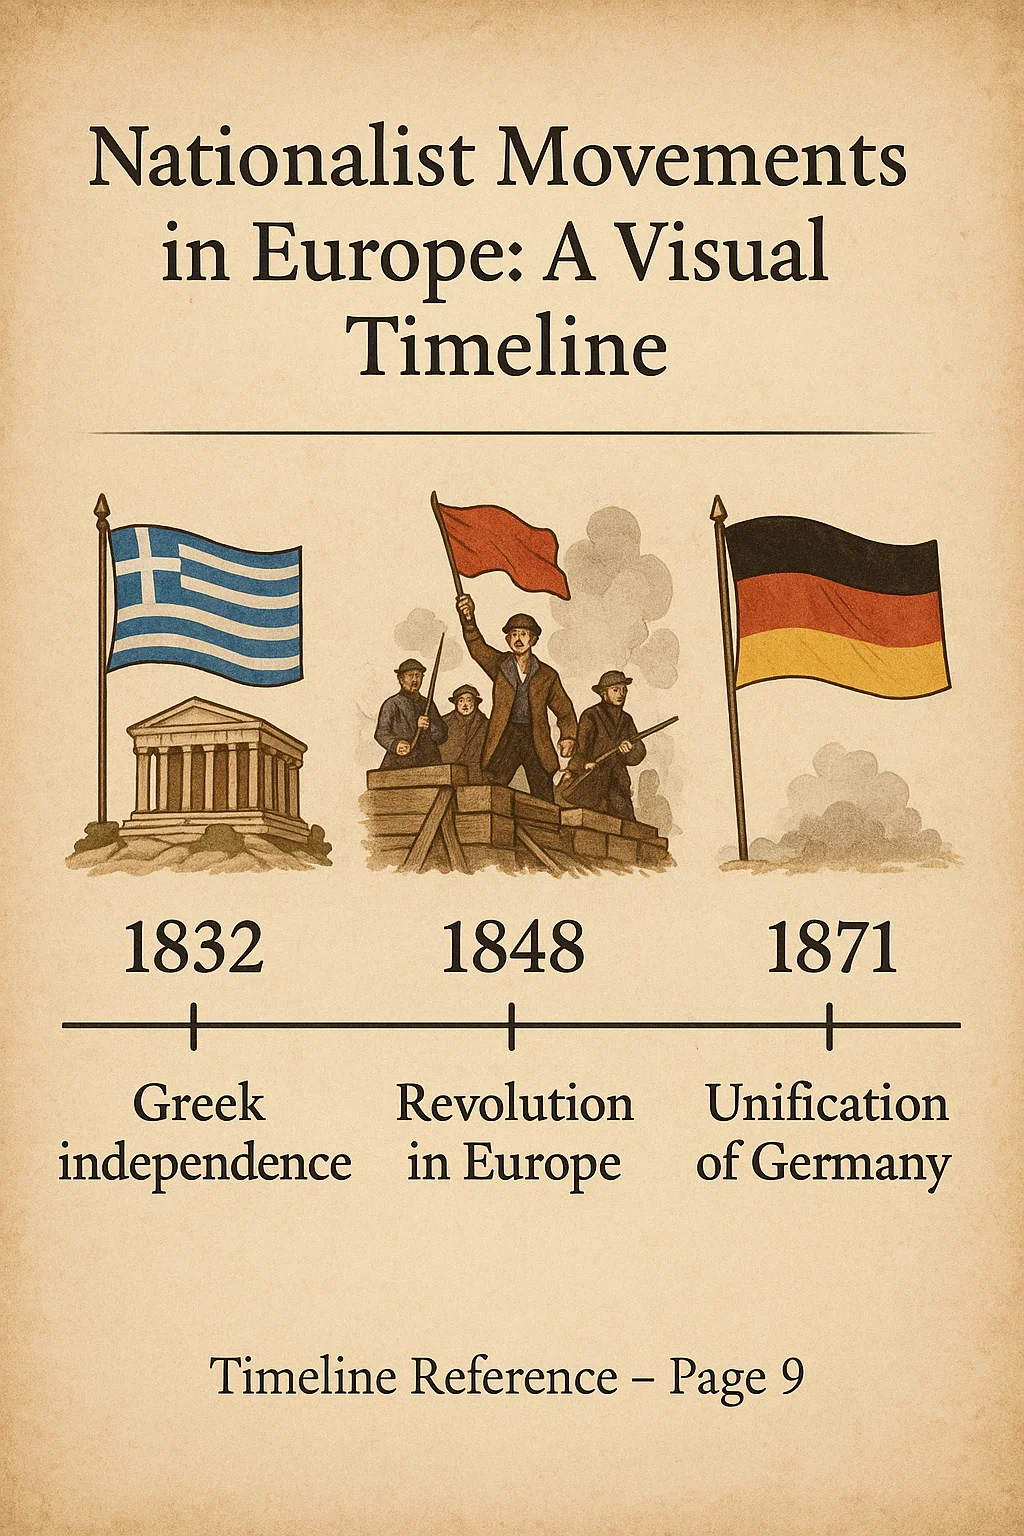 Nationalist Movements
in Europe: A Visual
Timeline
1832
1848
1871
Greek
independence
Revolution
in Europe
Unification
of Germany
Timeline Reference – Page 9